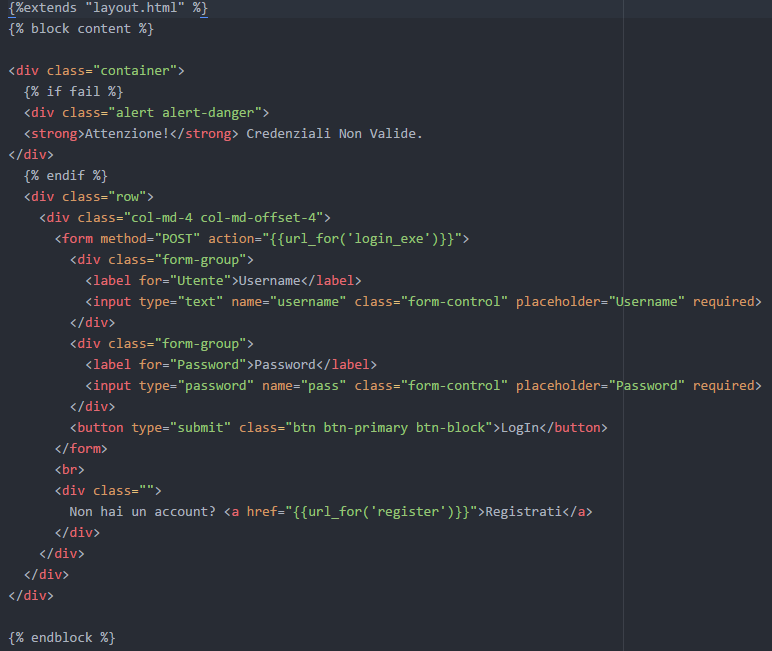 {%extends "layout.html" %}
{% block content %}
<div class="container">
{% if fail %}
<div class="alert alert-danger">
<strong>Attenzione!</strong> Credenziali Non Valide.
</div>
{% endif %}
<div class="row">
<div class="col-md-4 col-md-offset-4">
<form method="POST" action="{{url_for('login_exe')}}">
<div class="form-group">
<label for="Utente">Username</label>
<input type="text" name="username" class="form-control" placeholder="Username" required>
</div>
<div class="form-group">
<label for="Password">Password</label>
<input type="password" name="pass" class="form-control" placeholder="Password" required>
</div>
<button type="submit" class="btn btn-primary btn-block">LogIn</button>
</form>
<br>
<div class="">
Non hai un account? <a href="{{url_for('register')}}">Registrati</a>
</div>
</div>
</div>
</div>
{% endblock %}